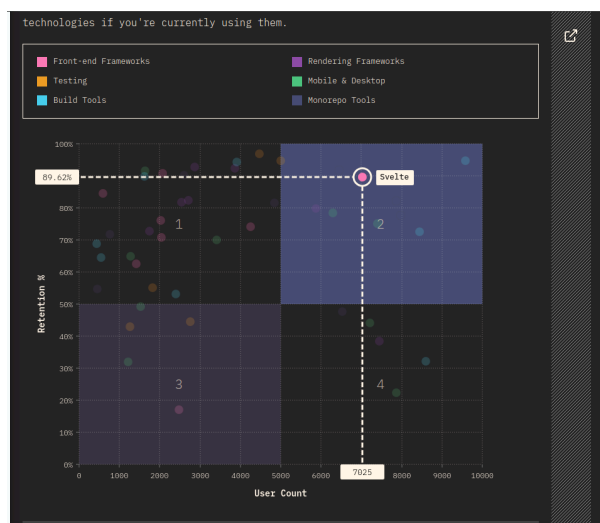 technologies if you're currently using them.
Front-end Frameworks
Rendering Frameworks
Testing
Mobile & Desktop
Build Tools
Monorepo Tools
100%
89.62%
Svelte
80%
1
2
70%
60%
Retention %
50%
40%
30%
3
4
20%
10%
0%
0 1000 2000 3000 4000 5000 6000 7025 8000 9000 10000
User Count